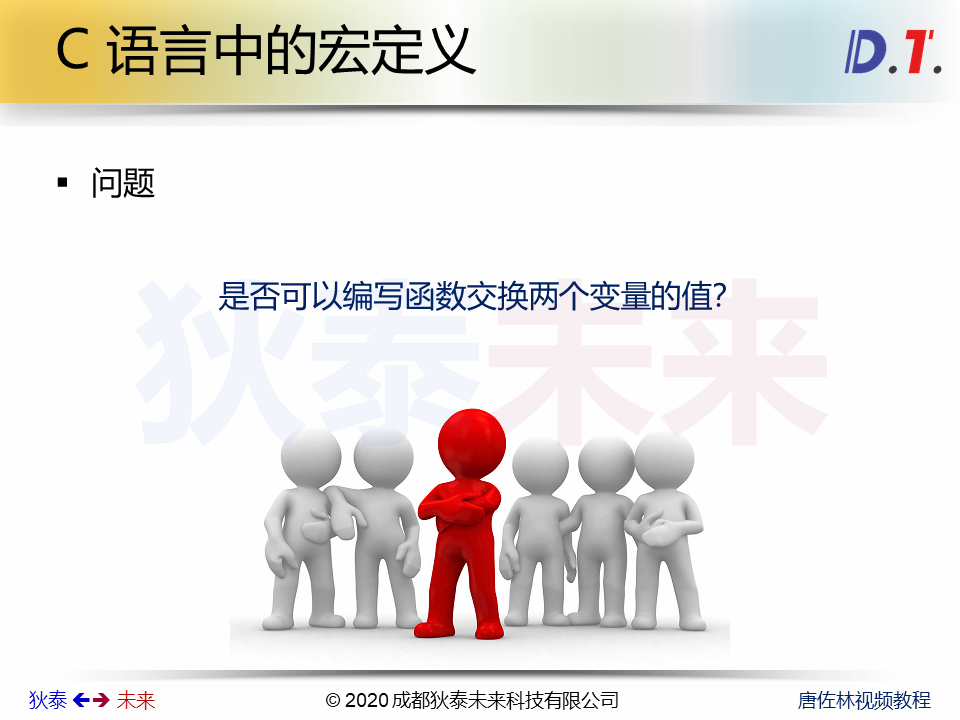 C 语言中的宏定义
D.T.
▪ 问题
是否可以编写函数交换两个变量的值?
狄泰未来
狄泰 ←→ 未来
© 2020 成都狄泰未来科技有限公司
唐佐林视频教程